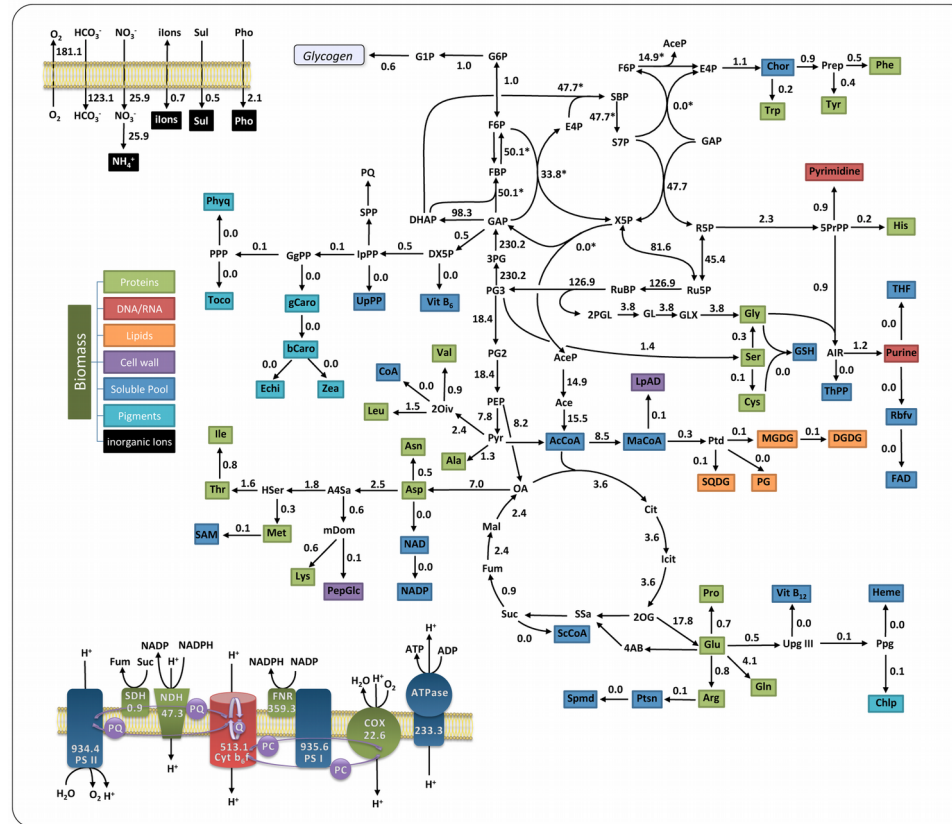 O₂ HCO₃⁻ NO₃⁻ iIons Sul Pho
181.1
123.1 25.9 0.7 0.5 2.1
O₂ HCO₃⁻ NO₃⁻ iIons Sul Pho
25.9
NH₄⁺
Glycogen 0.6 G1P 1.0 G6P
1.0
F6P
50.1*
FBP
50.1*
DHAP 98.3 GAP
230.2
3PG
230.2
PG3
18.4
PG2
18.4
PEP
7.8 8.2
Pyr
47.7* SBP
E4P 47.7*
S7P
33.8*
AceP
F6P 14.9* E4P
0.0*
GAP
47.7
X5P R5P
0.0* 81.6 45.4
Ru5P
126.9 RuBP 126.9
2PGL 3.8 GL 3.8 GLX 3.8 Gly
1.4
0.3
Ser GSH
0.1 0.0
Cys
1.1 Chor 0.9 Prep 0.5 Phe
0.2 0.4
Trp Tyr
Pyrimidine
0.9
2.3 5PrPP 0.2 His
0.9
AIR 1.2 Purine
0.0
ThPP
THF
0.0
0.0
Rbfv
0.0
FAD
PQ
SPP
Phyq
0.0
PPP 0.1 GgPP 0.1 IpPP 0.5 DX5P 0.5
0.0 0.0 0.0 0.0
Toco gCaro UpPP Vit B₆
0.0
bCaro
0.0 0.0
Echi Zea
Biomass
Proteins
DNA/RNA
Lipids
Cell wall
Soluble Pool
Pigments
inorganic Ions
Val
CoA
0.0 0.9
Leu 1.5 2Oiv
2.4
Ala 1.3
AceP
14.9
Ace
15.5
LpAD
0.1
AcCoA 8.5 MaCoA 0.3 Ptd 0.1 MGDG 0.1 DGDG
0.1 0.0
SQDG PG
Ile
0.8
Thr 1.6 HSer 1.8 A4Sa 2.5 Asp 7.0 OA
Asn
0.5
0.3 0.6 0.0
SAM 0.1 Met mDom NAD
0.6 0.1 0.0
Lys PepGlc NADP
3.6
Cit
3.6
Icit
3.6
2OG
SSa
Suc
0.9
Fum
2.4
Mal
2.4
0.0 ScCoA
4AB
17.8
Pro
0.7
Glu 0.5 Upg III 0.1 Ppg
4.1
Gln
0.8
Spmd 0.0 Ptsn 0.1 Arg
Vit B₁₂
0.0
Heme
0.0
0.1
Chlp
H⁺ Fum Suc NADP NADPH H⁺ H⁺ NADPH NADP H₂O H⁺ O₂ H⁺ ATP ADP
SDH 0.9
NDH 47.3
FNR 359.3
COX 22.6
ATPase
233.3
PQ PQ Q PC PC
934.4
PS II
513.1
Cyt b₆f
935.6
PS I
H₂O O₂ H⁺ H⁺ H⁺ H⁺ H⁺